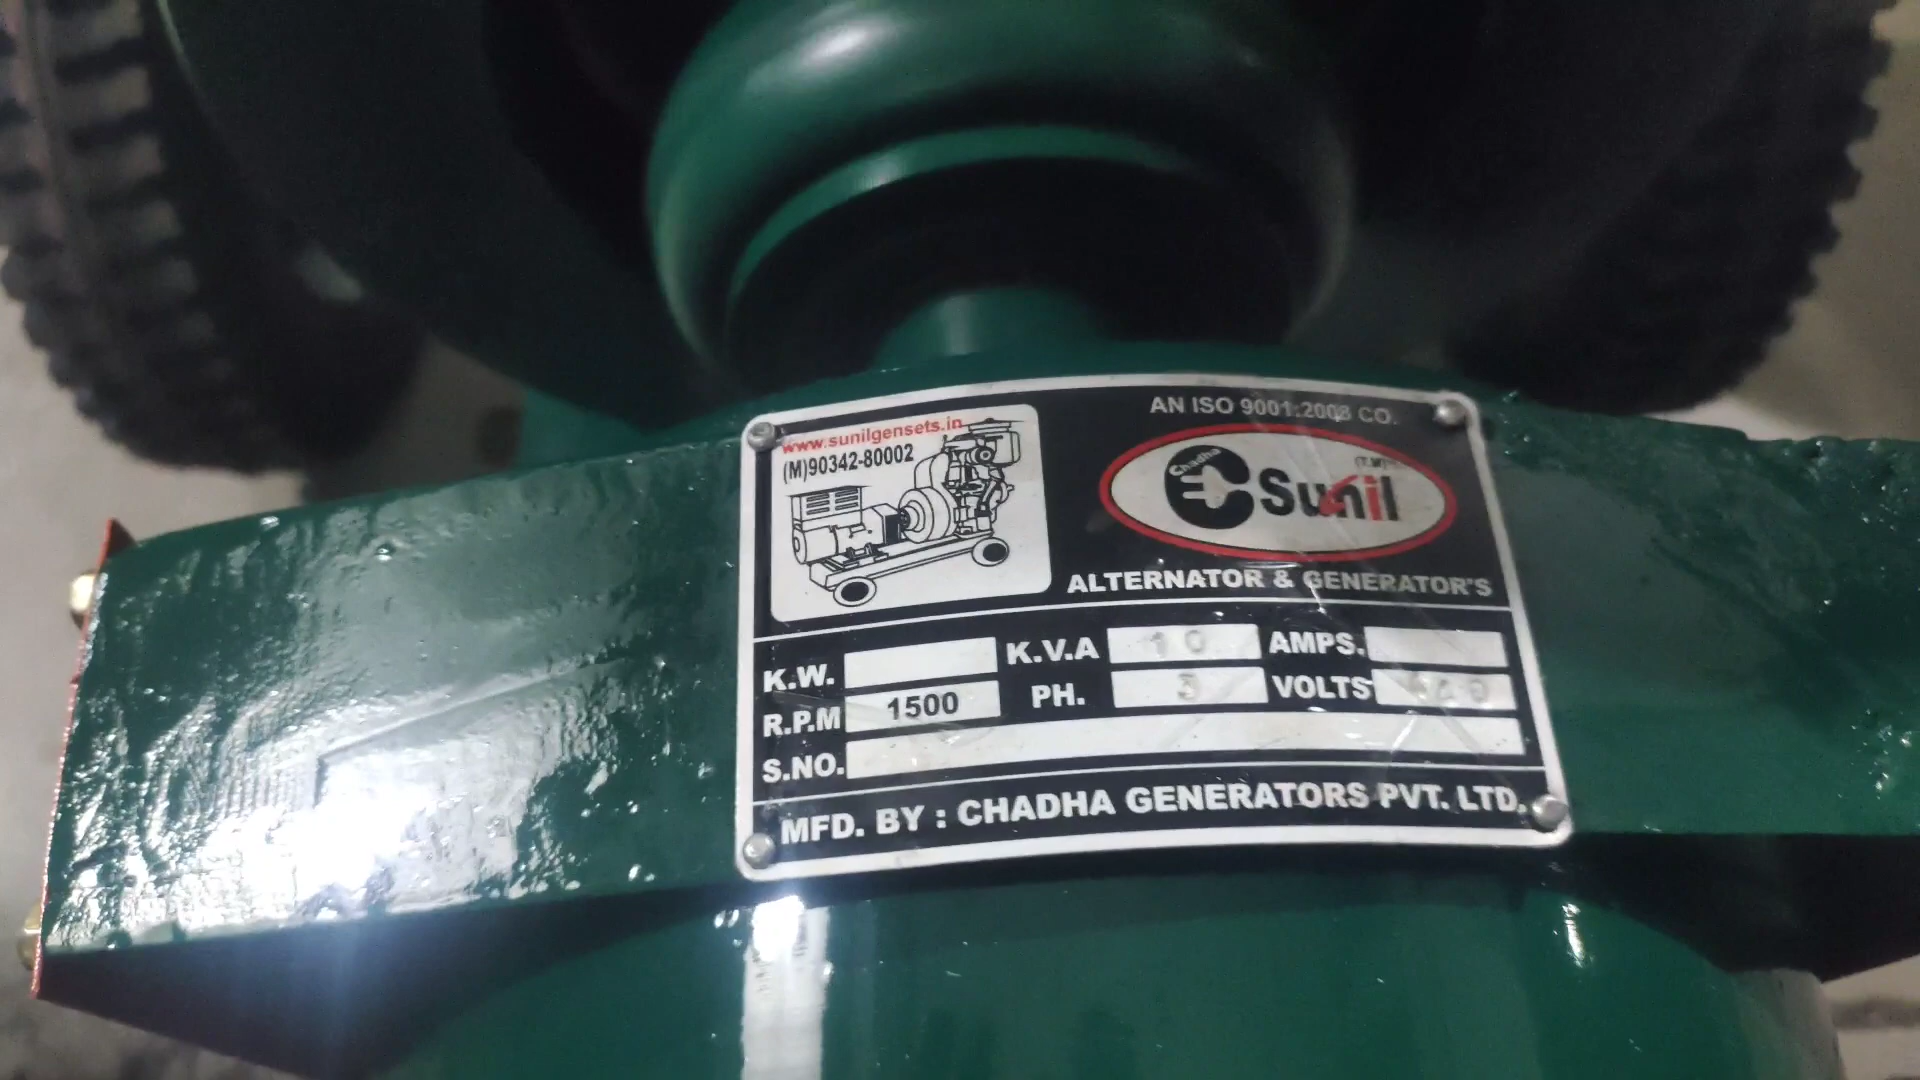 www.sunilgensets.in
(M)90342-80002
AN ISO 9001:2008 CO.
Chadha
Sunil
(T.M)
ALTERNATOR & GENERATOR'S
K.W. K.V.A 10 AMPS.
R.P.M 1500 PH. 3 VOLTS
S.NO.
MFD. BY : CHADHA GENERATORS PVT. LTD.